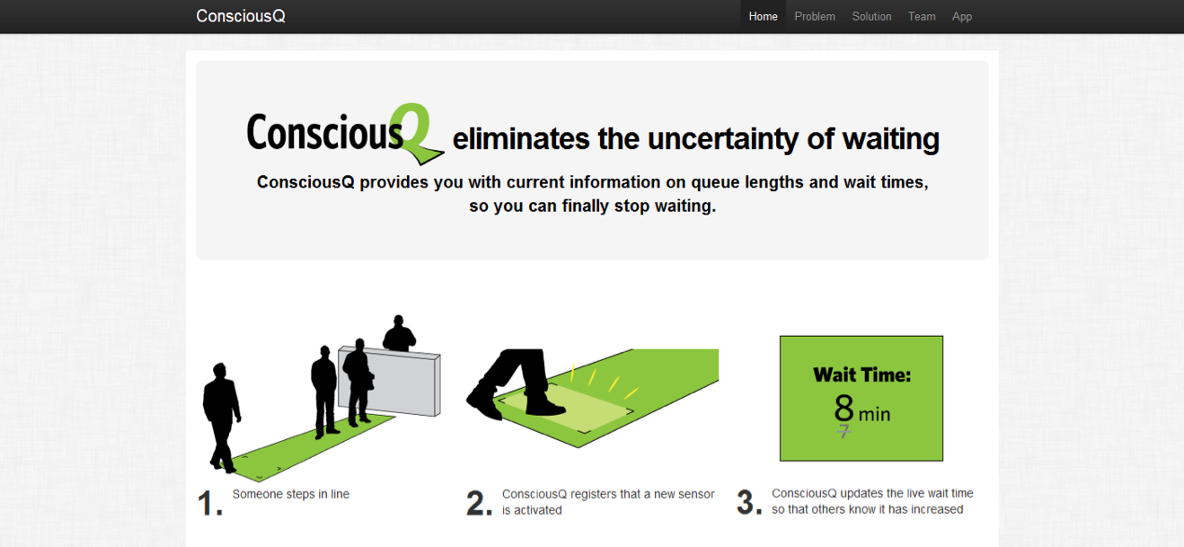 ConsciousQ
Home Problem Solution Team App
ConsciousQ eliminates the uncertainty of waiting
ConsciousQ provides you with current information on queue lengths and wait times,
so you can finally stop waiting.
Wait Time:
8 min
7
1. Someone steps in line
2. ConsciousQ registers that a new sensor
is activated
3. ConsciousQ updates the live wait time
so that others know it has increased